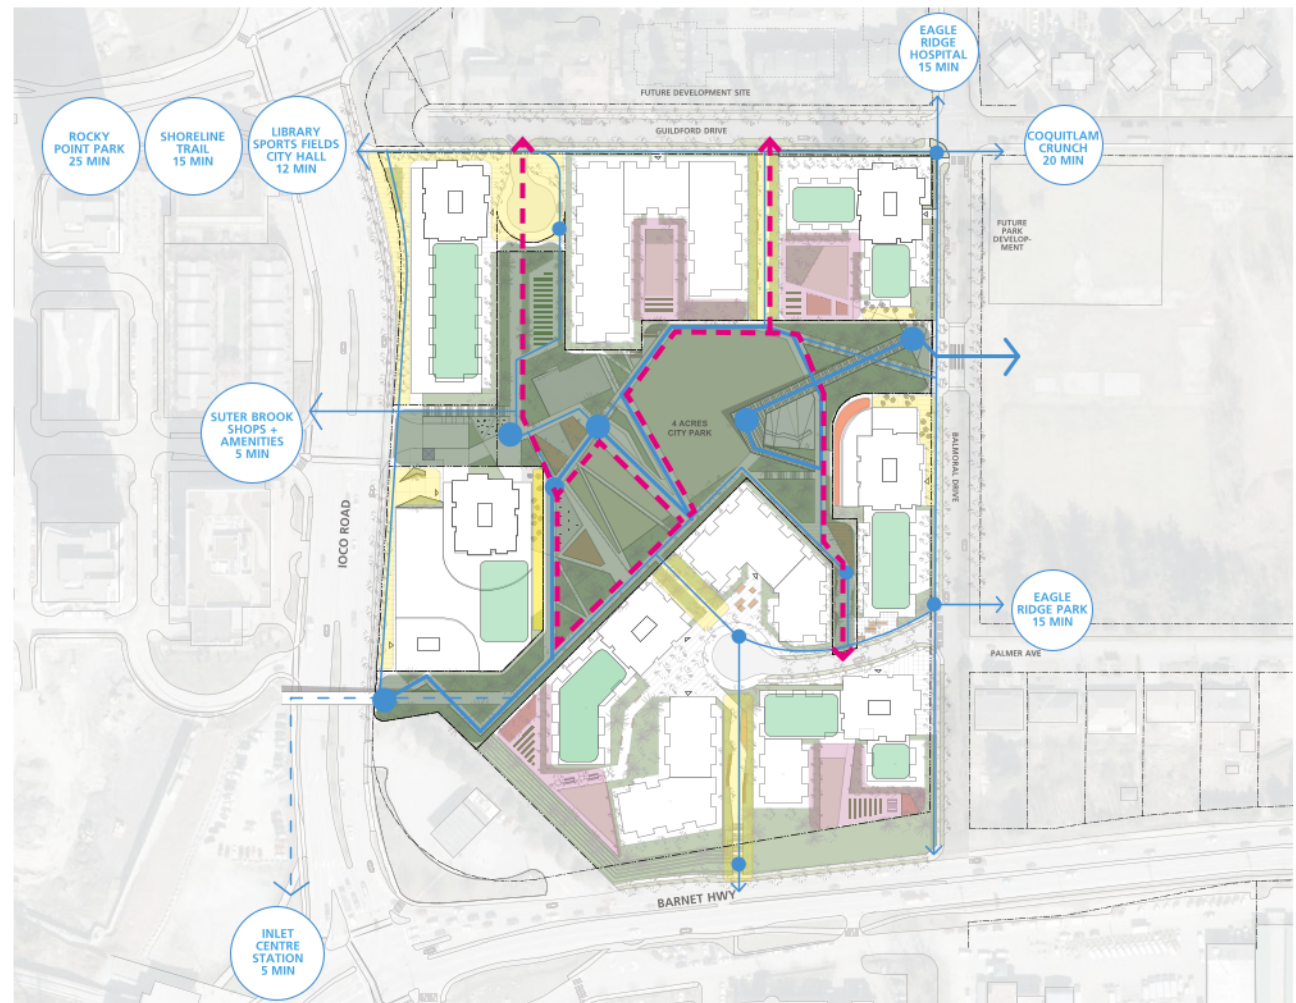 EAGLE
RIDGE
HOSPITAL
15 MIN
FUTURE DEVELOPMENT SITE
GUILDFORD DRIVE
ROCKY
POINT PARK
25 MIN
SHORELINE
TRAIL
15 MIN
LIBRARY
SPORTS FIELDS
CITY HALL
12 MIN
COQUITLAM
CRUNCH
20 MIN
FUTURE
PARK
DEVELOP-
MENT
SUTER BROOK
SHOPS +
AMENITIES
5 MIN
4 ACRES
CITY PARK
BALMORAL DRIVE
IOCO ROAD
EAGLE
RIDGE PARK
15 MIN
PALMER AVE
BARNET HWY
INLET
CENTRE
STATION
5 MIN